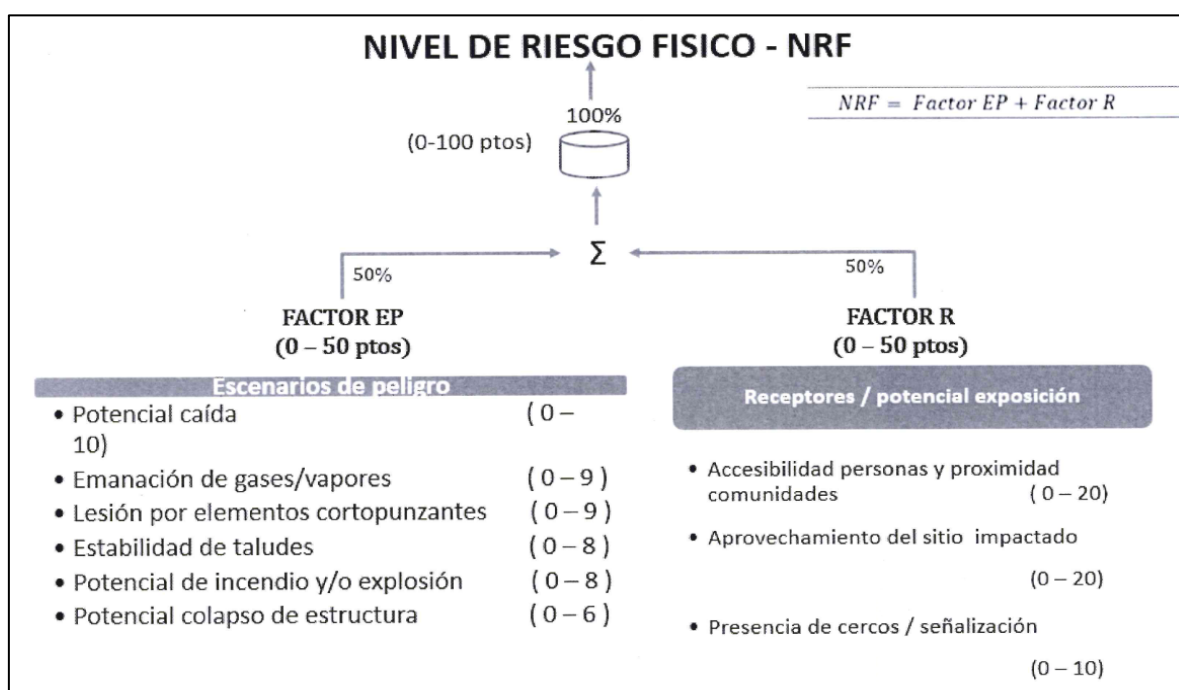 NIVEL DE RIESGO FISICO - NRF
NRF = Factor EP + Factor R
100%
(0-100 ptos)
Σ
50%
50%
FACTOR EP
(0 – 50 ptos)
FACTOR R
(0 – 50 ptos)
Escenarios de peligro
• Potencial caída ( 0 –
10)
• Emanación de gases/vapores ( 0 – 9 )
• Lesión por elementos cortopunzantes ( 0 – 9 )
• Estabilidad de taludes ( 0 – 8 )
• Potencial de incendio y/o explosión ( 0 – 8 )
• Potencial colapso de estructura ( 0 – 6 )
Receptores / potencial exposición
• Accesibilidad personas y proximidad
comunidades ( 0 – 20)
• Aprovechamiento del sitio impactado
(0 – 20)
• Presencia de cercos / señalización
(0 – 10)